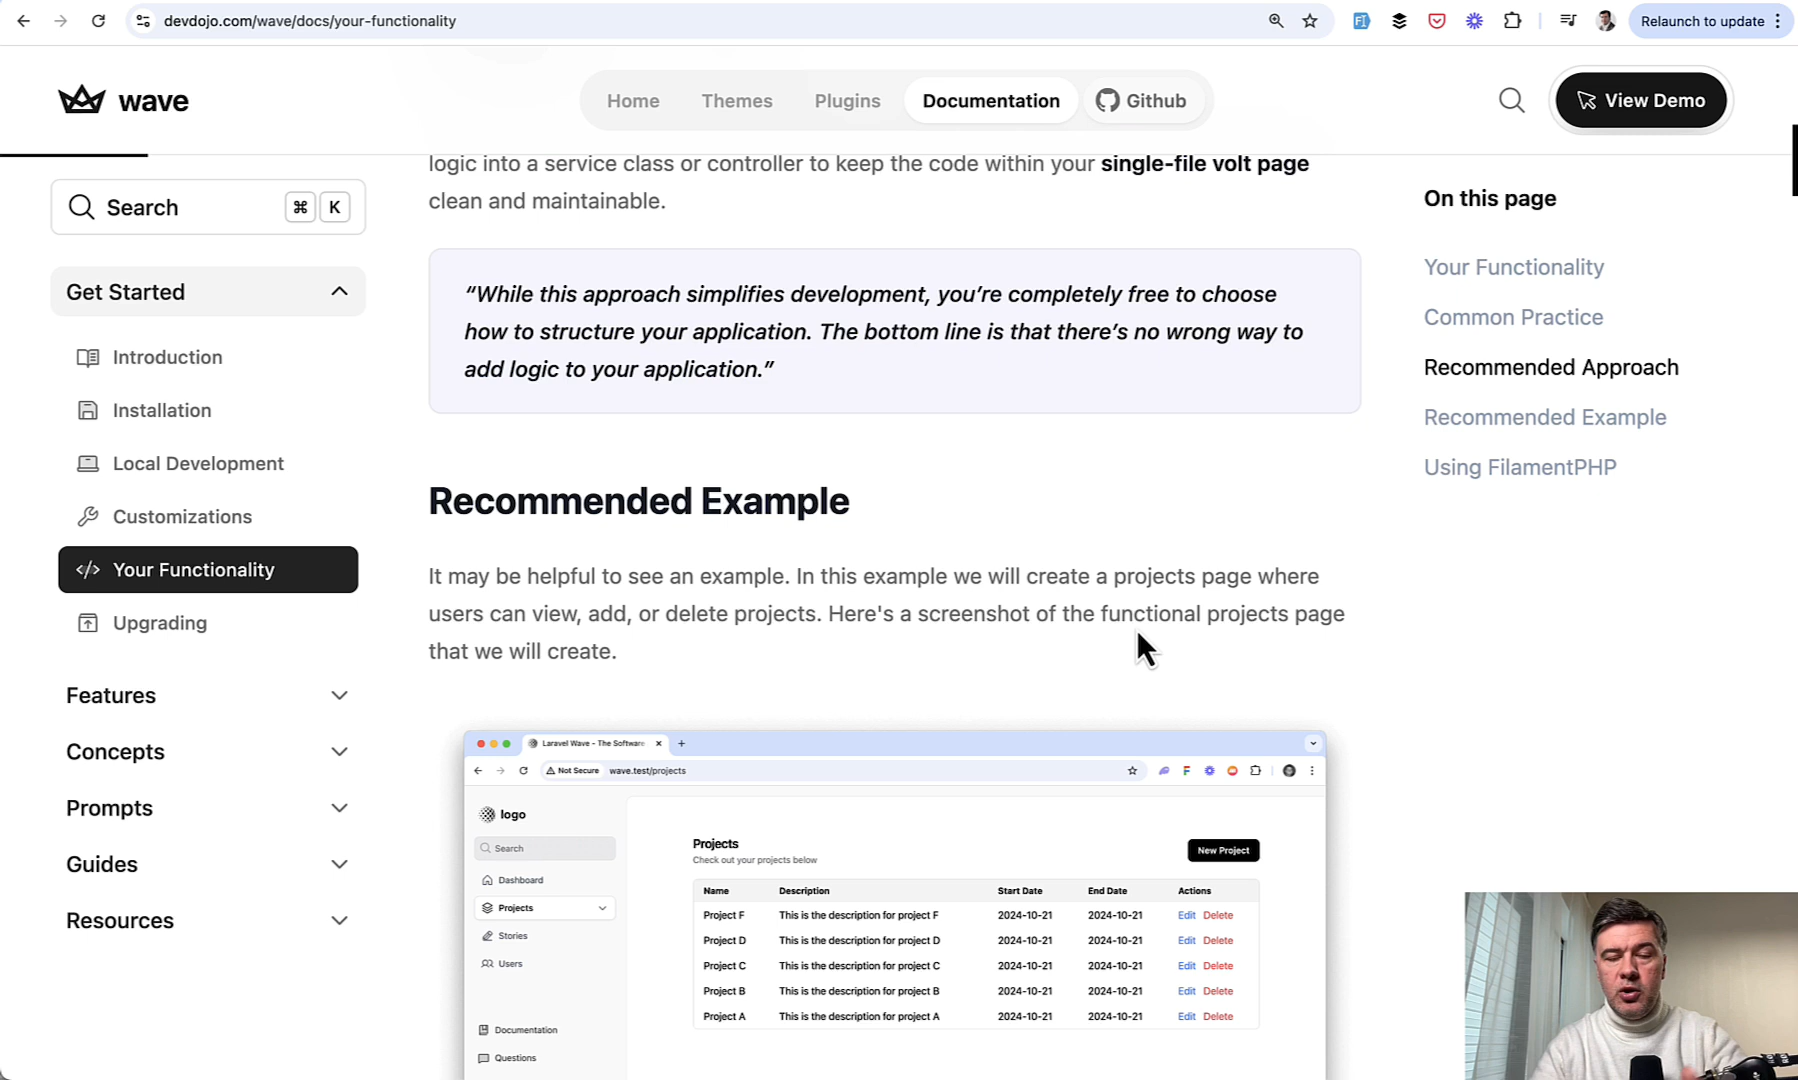 devdojo.com/wave/docs/your-functionality
Relaunch to update
wave
Home
Themes
Plugins
Documentation
Github
View Demo
Search
⌘ K
Get Started
Introduction
Installation
Local Development
Customizations
Your Functionality
Upgrading
Features
Concepts
Prompts
Guides
Resources
logic into a service class or controller to keep the code within your single-file volt page
clean and maintainable.
“While this approach simplifies development, you’re completely free to choose
how to structure your application. The bottom line is that there’s no wrong way to
add logic to your application.”
Recommended Example
It may be helpful to see an example. In this example we will create a projects page where
users can view, add, or delete projects. Here's a screenshot of the functional projects page
that we will create.
Laravel Wave - The Software
Not Secure wave.test/projects
logo
Search
Dashboard
Projects
Stories
Users
Documentation
Questions
Projects
Check out your projects below
New Project
Name Description Start Date End Date Actions
Project F This is the description for project F 2024-10-21 2024-10-21 Edit Delete
Project D This is the description for project D 2024-10-21 2024-10-21 Edit Delete
Project C This is the description for project C 2024-10-21 2024-10-21 Edit Delete
Project B This is the description for project B 2024-10-21 2024-10-21 Edit Delete
Project A This is the description for project A 2024-10-21 2024-10-21 Edit Delete
On this page
Your Functionality
Common Practice
Recommended Approach
Recommended Example
Using FilamentPHP